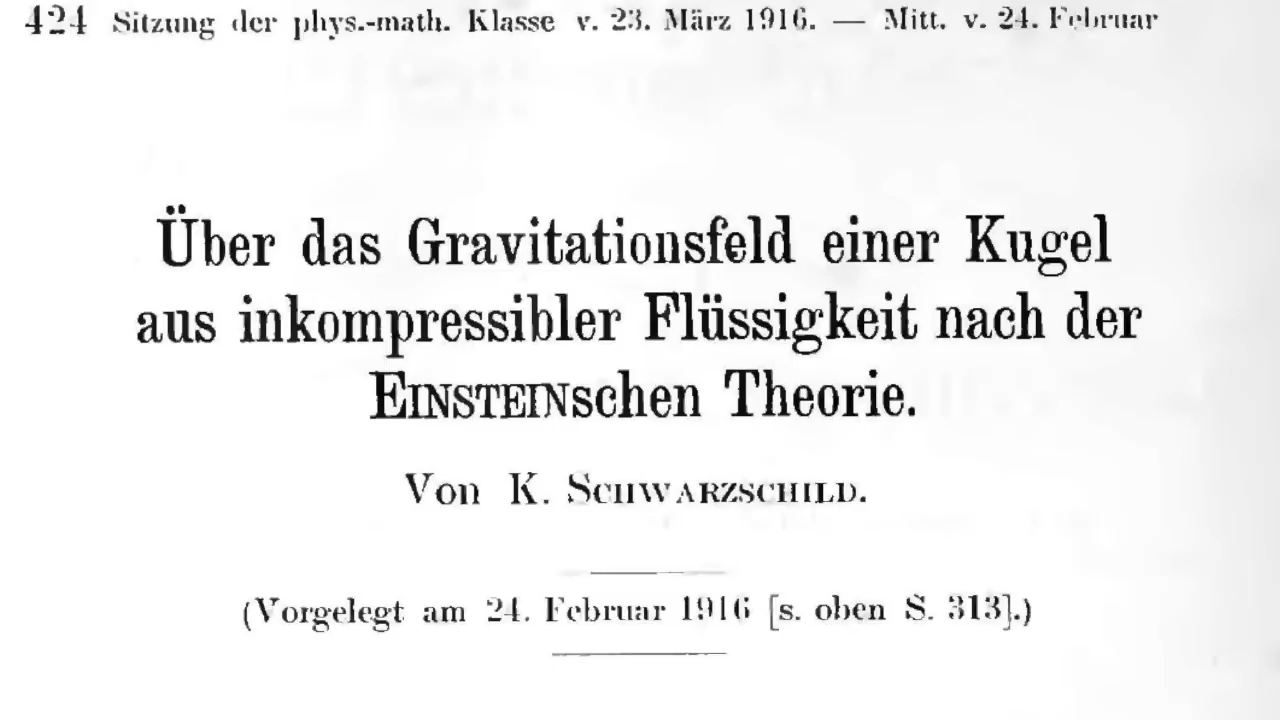 424 Sitzung der phys.-math. Klasse v. 23. März 1916. — Mitt. v. 24. Februar
Über das Gravitationsfeld einer Kugel
aus inkompressibler Flüssigkeit nach der
EINSTEINschen Theorie.
Von K. SCHWARZSCHILD.
(Vorgelegt am 24. Februar 1916 [s. oben S. 313].)